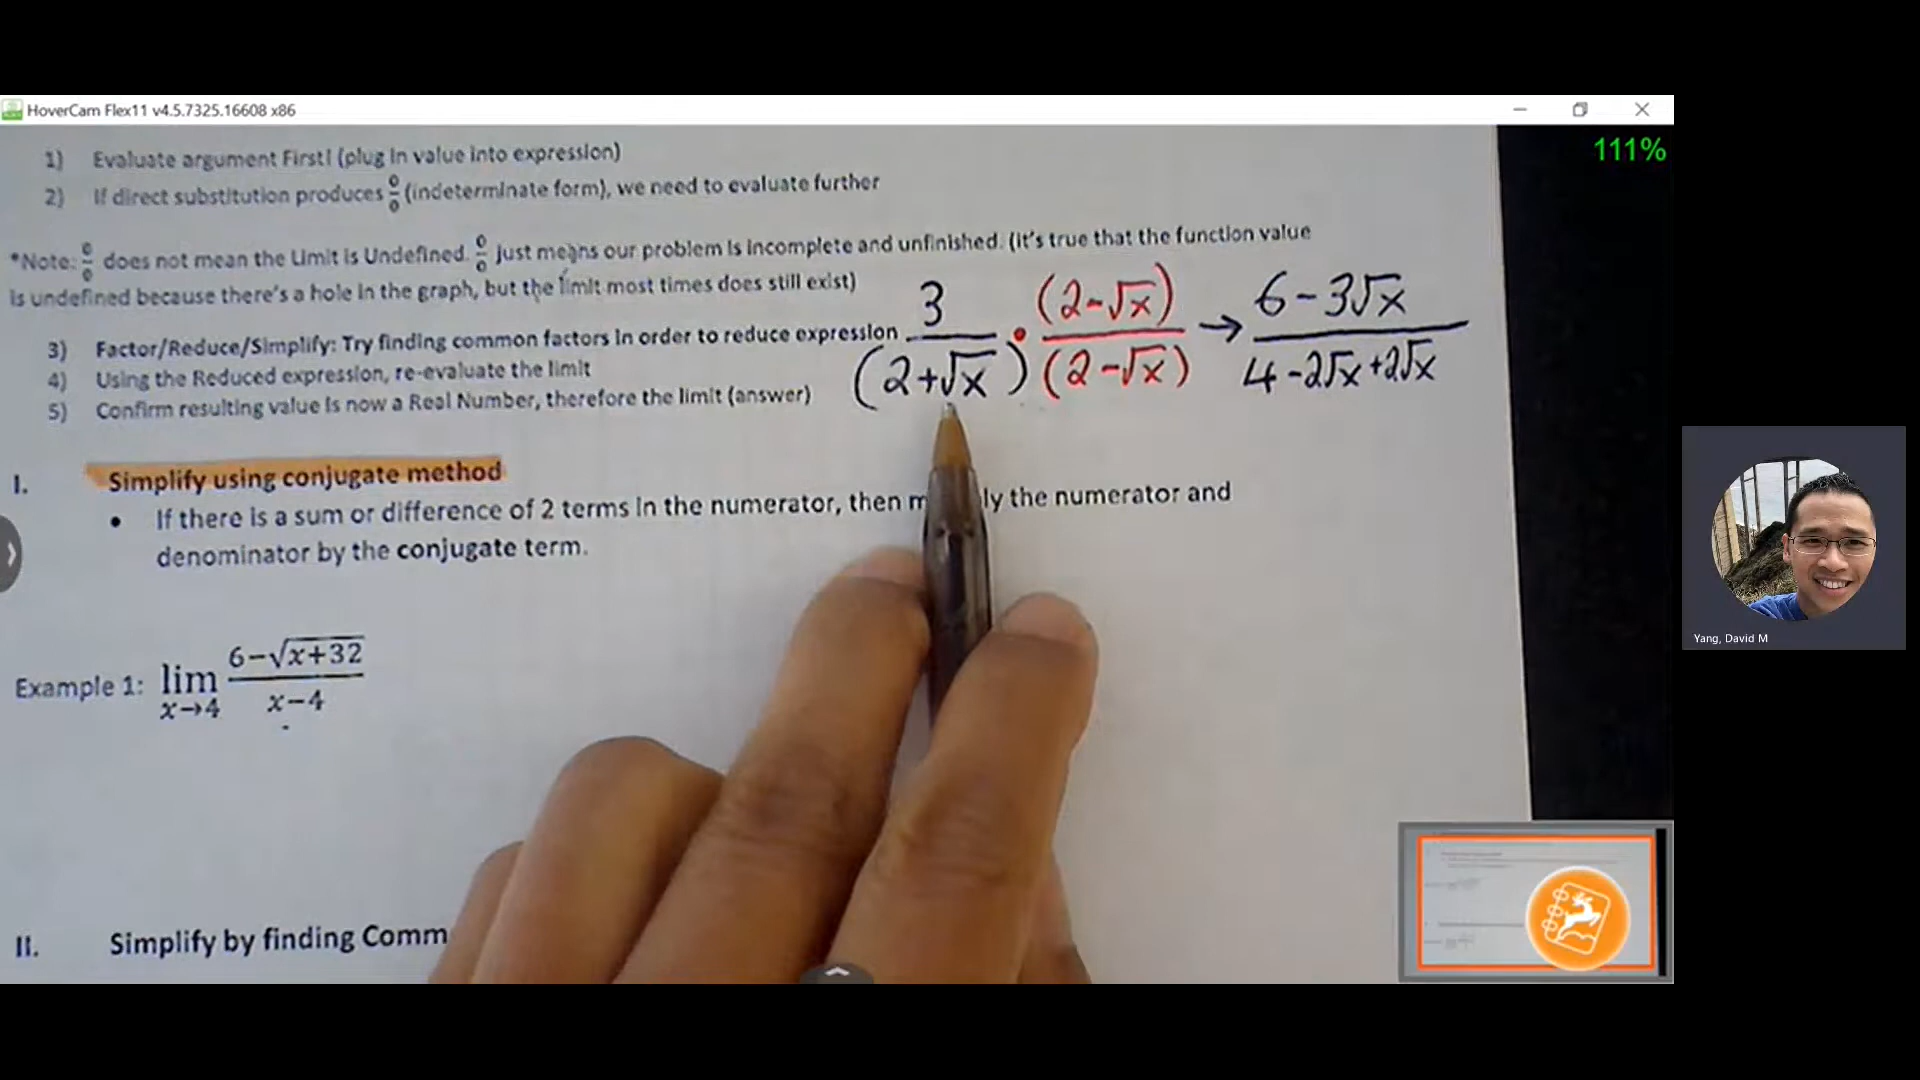 HoverCam Flex11 v4.5.7325.16608 x86
111%
1) Evaluate argument First! (plug in value into expression)
2) If direct substitution produces 0/0 (indeterminate form), we need to evaluate further
*Note: 0/0 does not mean the Limit is Undefined. 0/0 just means our problem is incomplete and unfinished. (it's true that the function value
is undefined because there's a hole in the graph, but the limit most times does still exist)
3) Factor/Reduce/Simplify: Try finding common factors in order to reduce expression
4) Using the Reduced expression, re-evaluate the limit
5) Confirm resulting value is now a Real Number, therefore the limit (answer)
3/(2+√x) • (2-√x)/(2-√x) → 6-3√x/4-2√x+2√x
I. Simplify using conjugate method
• If there is a sum or difference of 2 terms in the numerator, then m ly the numerator and
denominator by the conjugate term.
Example 1: lim x→4 6-√x+32/x-4
II. Simplify by finding Comm
Yang, David M